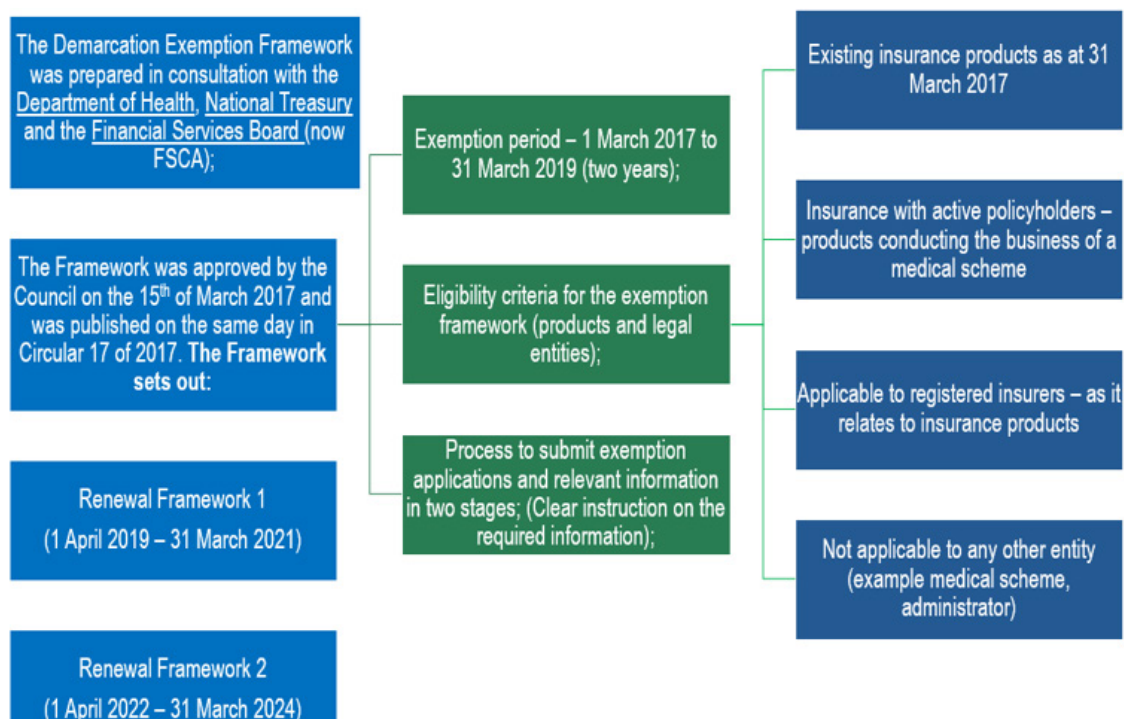 The Demarcation Exemption Framework
was prepared in consultation with the
Department of Health, National Treasury
and the Financial Services Board (now
FSCA);
The Framework was approved by the
Council on the 15th of March 2017 and
was published on the same day in
Circular 17 of 2017. The Framework
sets out:
Renewal Framework 1
(1 April 2019 – 31 March 2021)
Renewal Framework 2
(1 April 2022 – 31 March 2024)
Exemption period – 1 March 2017 to
31 March 2019 (two years);
Eligibility criteria for the exemption
framework (products and legal
entities);
Process to submit exemption
applications and relevant information
in two stages; (Clear instruction on the
required information);
Existing insurance products as at 31
March 2017
Insurance with active policyholders –
products conducting the business of a
medical scheme
Applicable to registered insurers – as it
relates to insurance products
Not applicable to any other entity
(example medical scheme,
administrator)